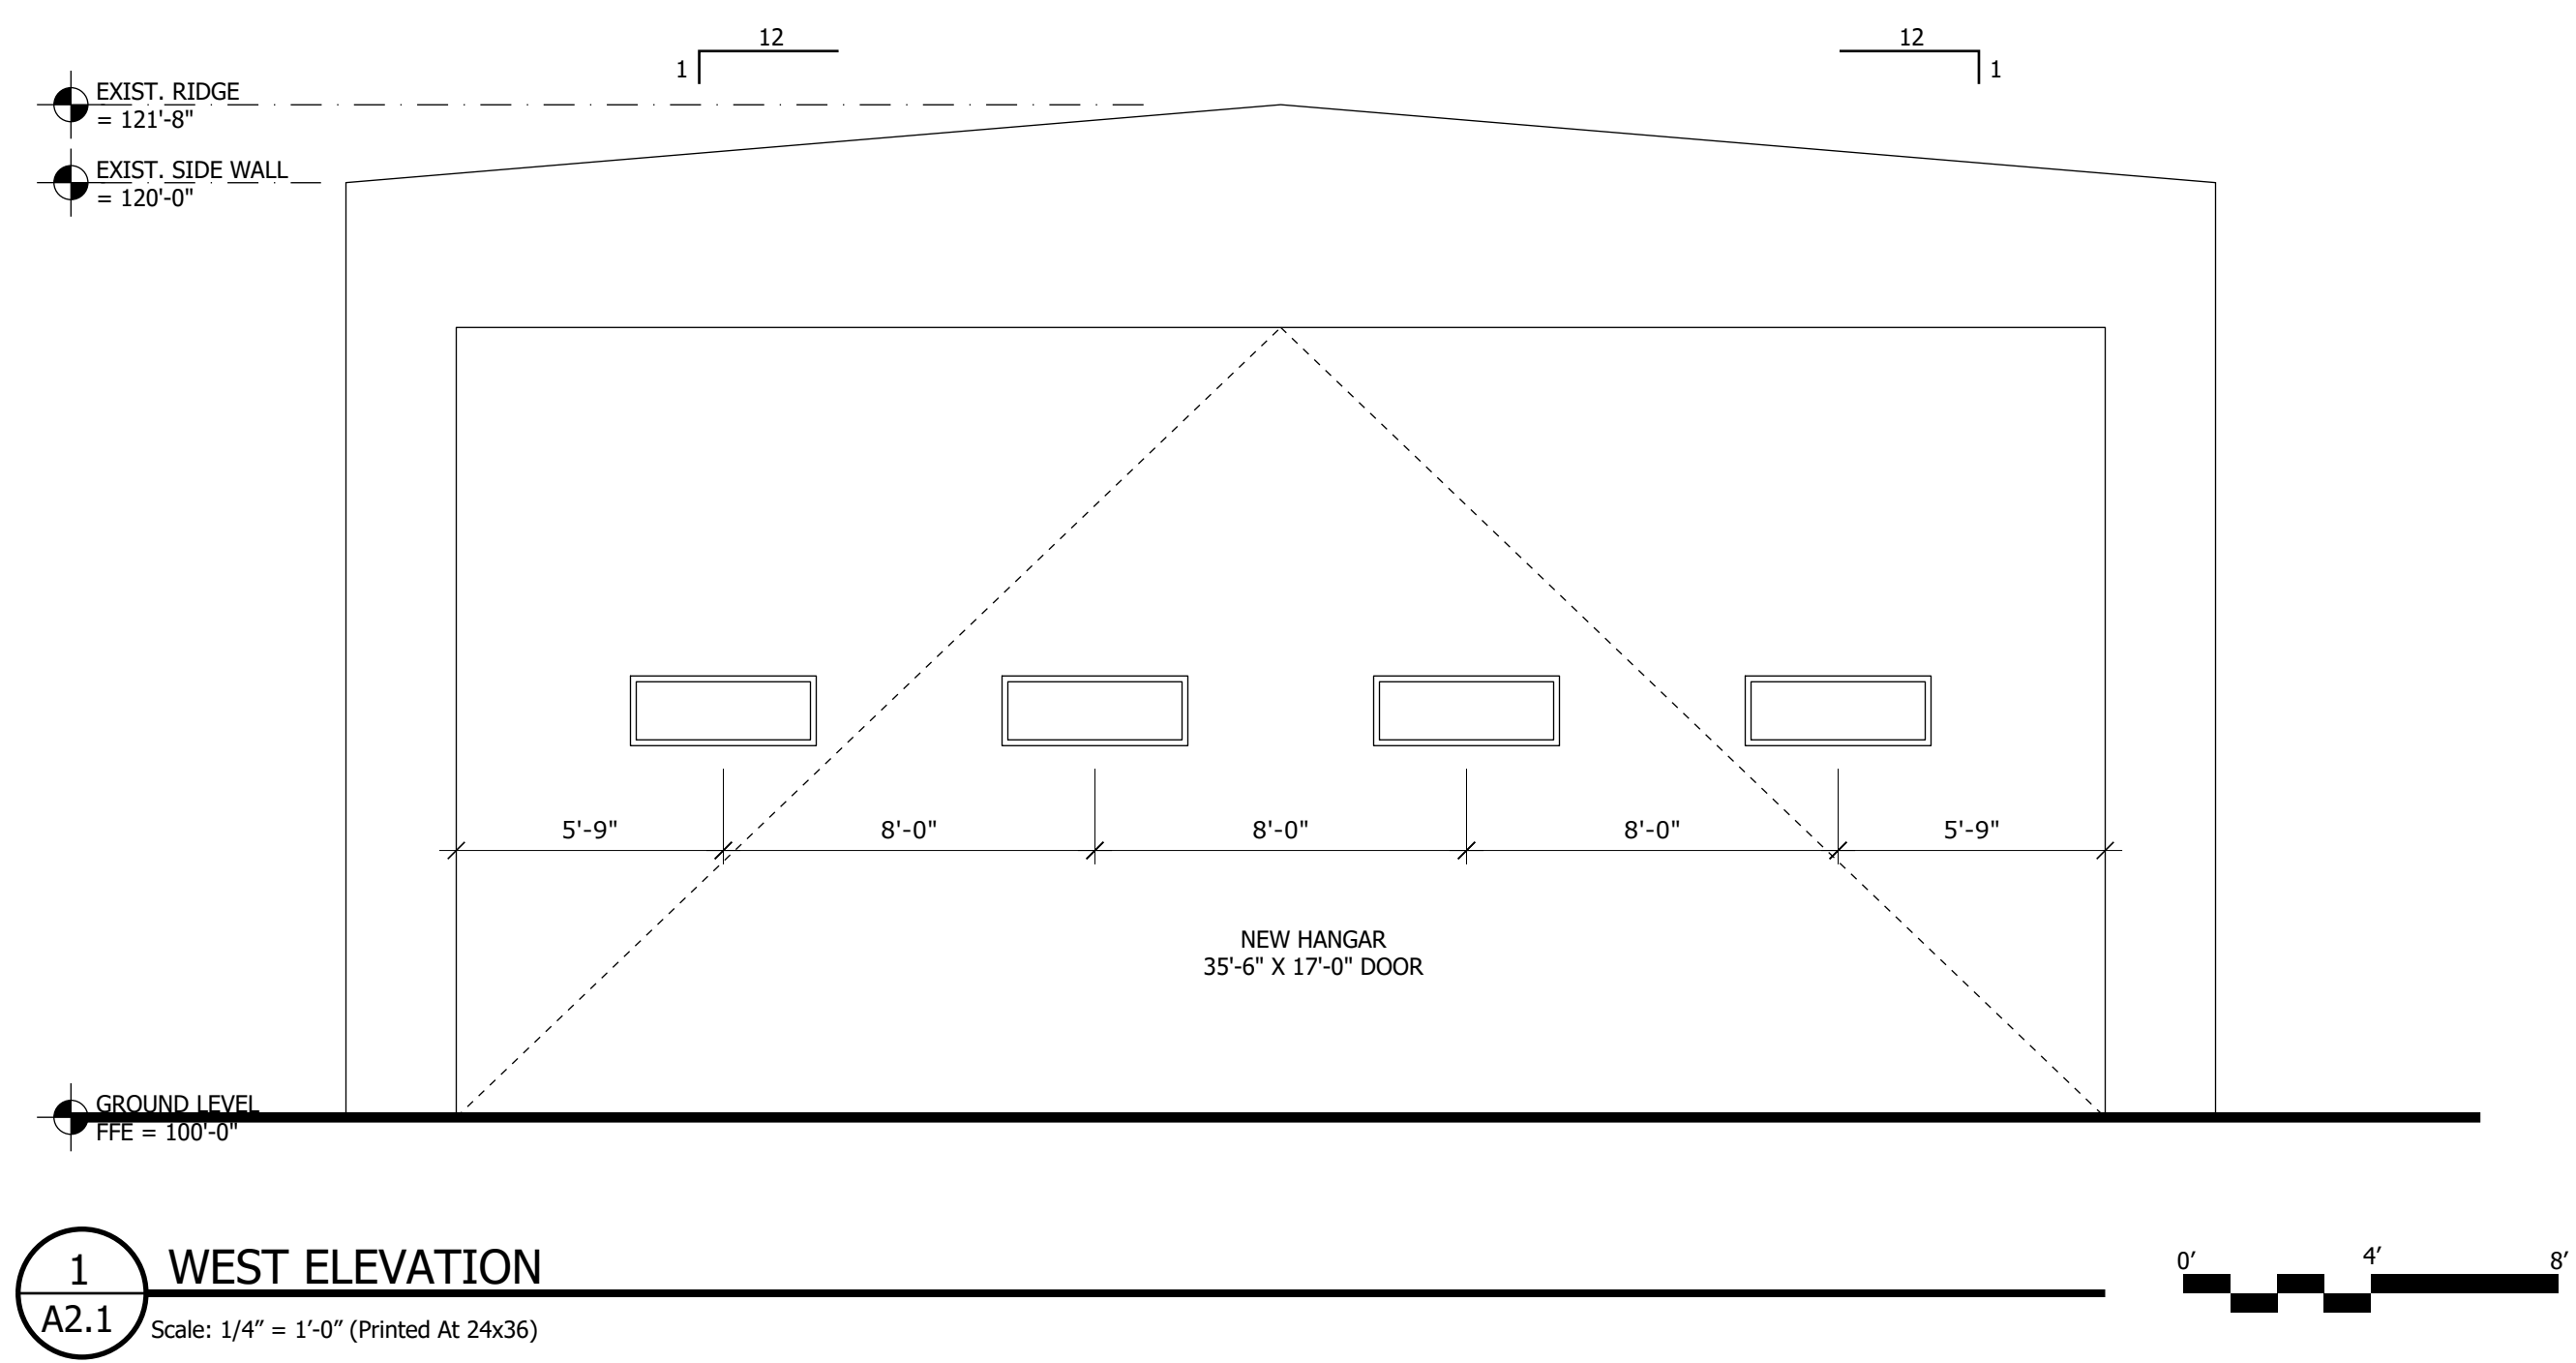 12
1
12
1
EXIST. RIDGE
= 121'-8"
EXIST. SIDE WALL
= 120'-0"
5'-9"
8'-0"
8'-0"
8'-0"
5'-9"
NEW HANGAR
35'-6" X 17'-0" DOOR
GROUND LEVEL
FFE = 100'-0"
1
A2.1
WEST ELEVATION
Scale: 1/4″ = 1′-0″ (Printed At 24x36)
0′
4′
8′